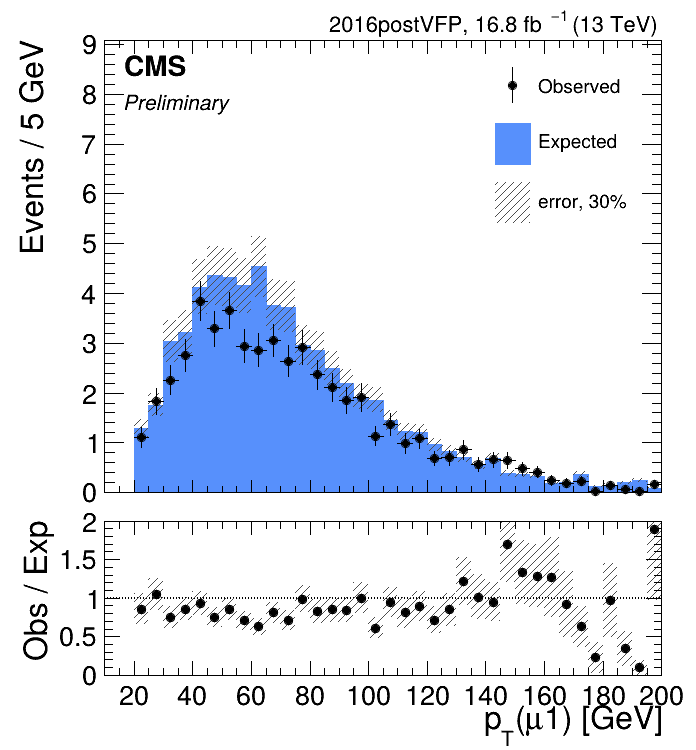 2016postVFP, 16.8 fb⁻¹ (13 TeV)
CMS
Preliminary
Observed
Expected
error, 30%
Events / 5 GeV
9
8
7
6
5
4
3
2
1
0
Obs / Exp
2
1.5
1
0.5
0
20 40 60 80 100 120 140 160 180 200
p_T(μ1) [GeV]